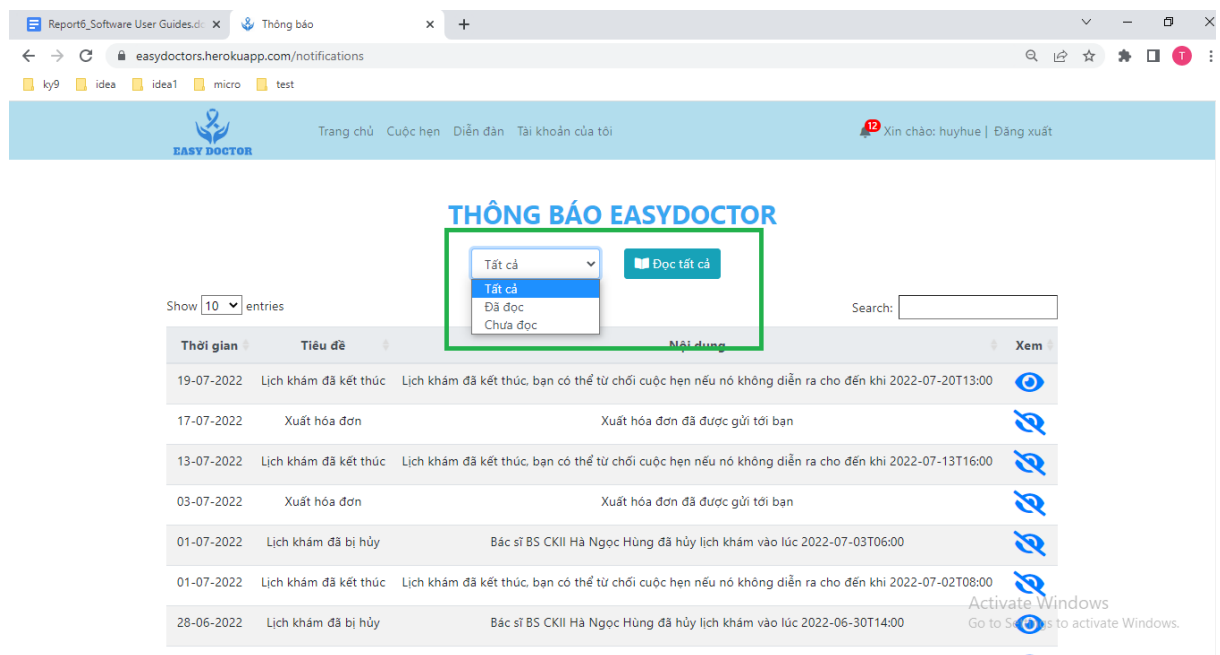 Report6_Software User Guides.do
Thông báo
easydoctors.herokuapp.com/notifications
T
ky9 idea idea1 micro test
EASY DOCTOR
Trang chủ Cuộc hẹn Diễn đàn Tài khoản của tôi
12 Xin chào: huyhue | Đăng xuất
THÔNG BÁO EASYDOCTOR
Tất cả
Đọc tất cả
Tất cả
Đã đọc
Chưa đọc
Show 10 entries
Search:
Thời gian Tiêu đề Nội dung Xem
19-07-2022 Lịch khám đã kết thúc Lịch khám đã kết thúc, bạn có thể từ chối cuộc hẹn nếu nó không diễn ra cho đến khi 2022-07-20T13:00
17-07-2022 Xuất hóa đơn Xuất hóa đơn đã được gửi tới bạn
13-07-2022 Lịch khám đã kết thúc Lịch khám đã kết thúc, bạn có thể từ chối cuộc hẹn nếu nó không diễn ra cho đến khi 2022-07-13T16:00
03-07-2022 Xuất hóa đơn Xuất hóa đơn đã được gửi tới bạn
01-07-2022 Lịch khám đã bị hủy Bác sĩ BS CKII Hà Ngọc Hùng đã hủy lịch khám vào lúc 2022-07-03T06:00
01-07-2022 Lịch khám đã kết thúc Lịch khám đã kết thúc, bạn có thể từ chối cuộc hẹn nếu nó không diễn ra cho đến khi 2022-07-02T08:00
28-06-2022 Lịch khám đã bị hủy Bác sĩ BS CKII Hà Ngọc Hùng đã hủy lịch khám vào lúc 2022-06-30T14:00
Activate Windows
Go to Settings to activate Windows.